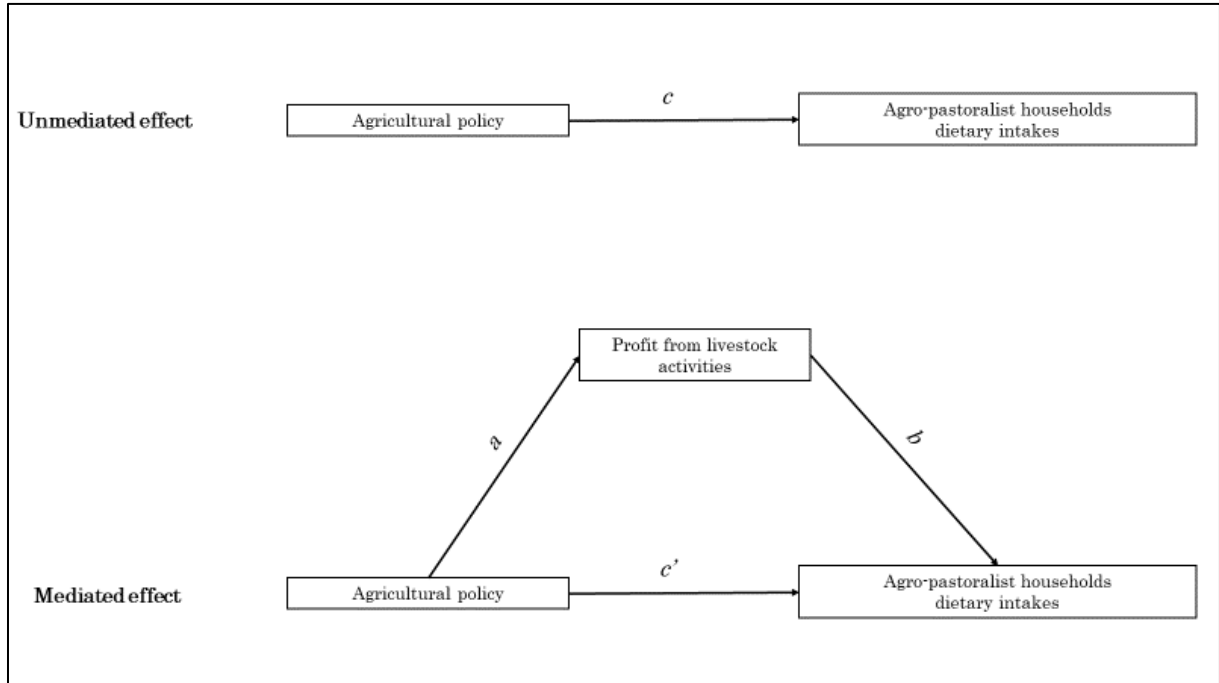 c
Unmediated effect
Agricultural policy
Agro-pastoralist households
dietary intakes
Profit from livestock
activities
a
b
c’
Mediated effect
Agricultural policy
Agro-pastoralist households
dietary intakes